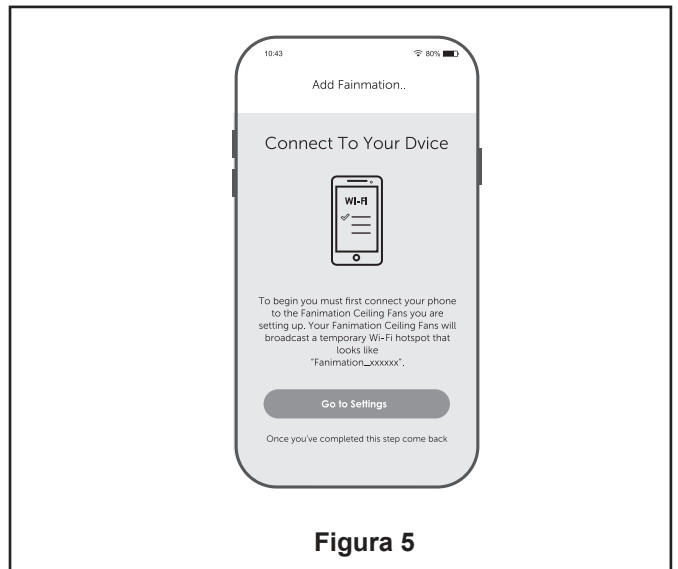 10:43 80%
Add Fainmation..
Connect To Your Dvice
WI-FI
To begin you must first connect your phone
to the Fanimation Ceiling Fans you are
setting up. Your Fanimation Ceiling Fans will
broadcast a temporary Wi-Fi hotspot that
looks like
"Fanimation_xxxxxx".
Go to Settings
Once you've completed this step come back
Figura 5